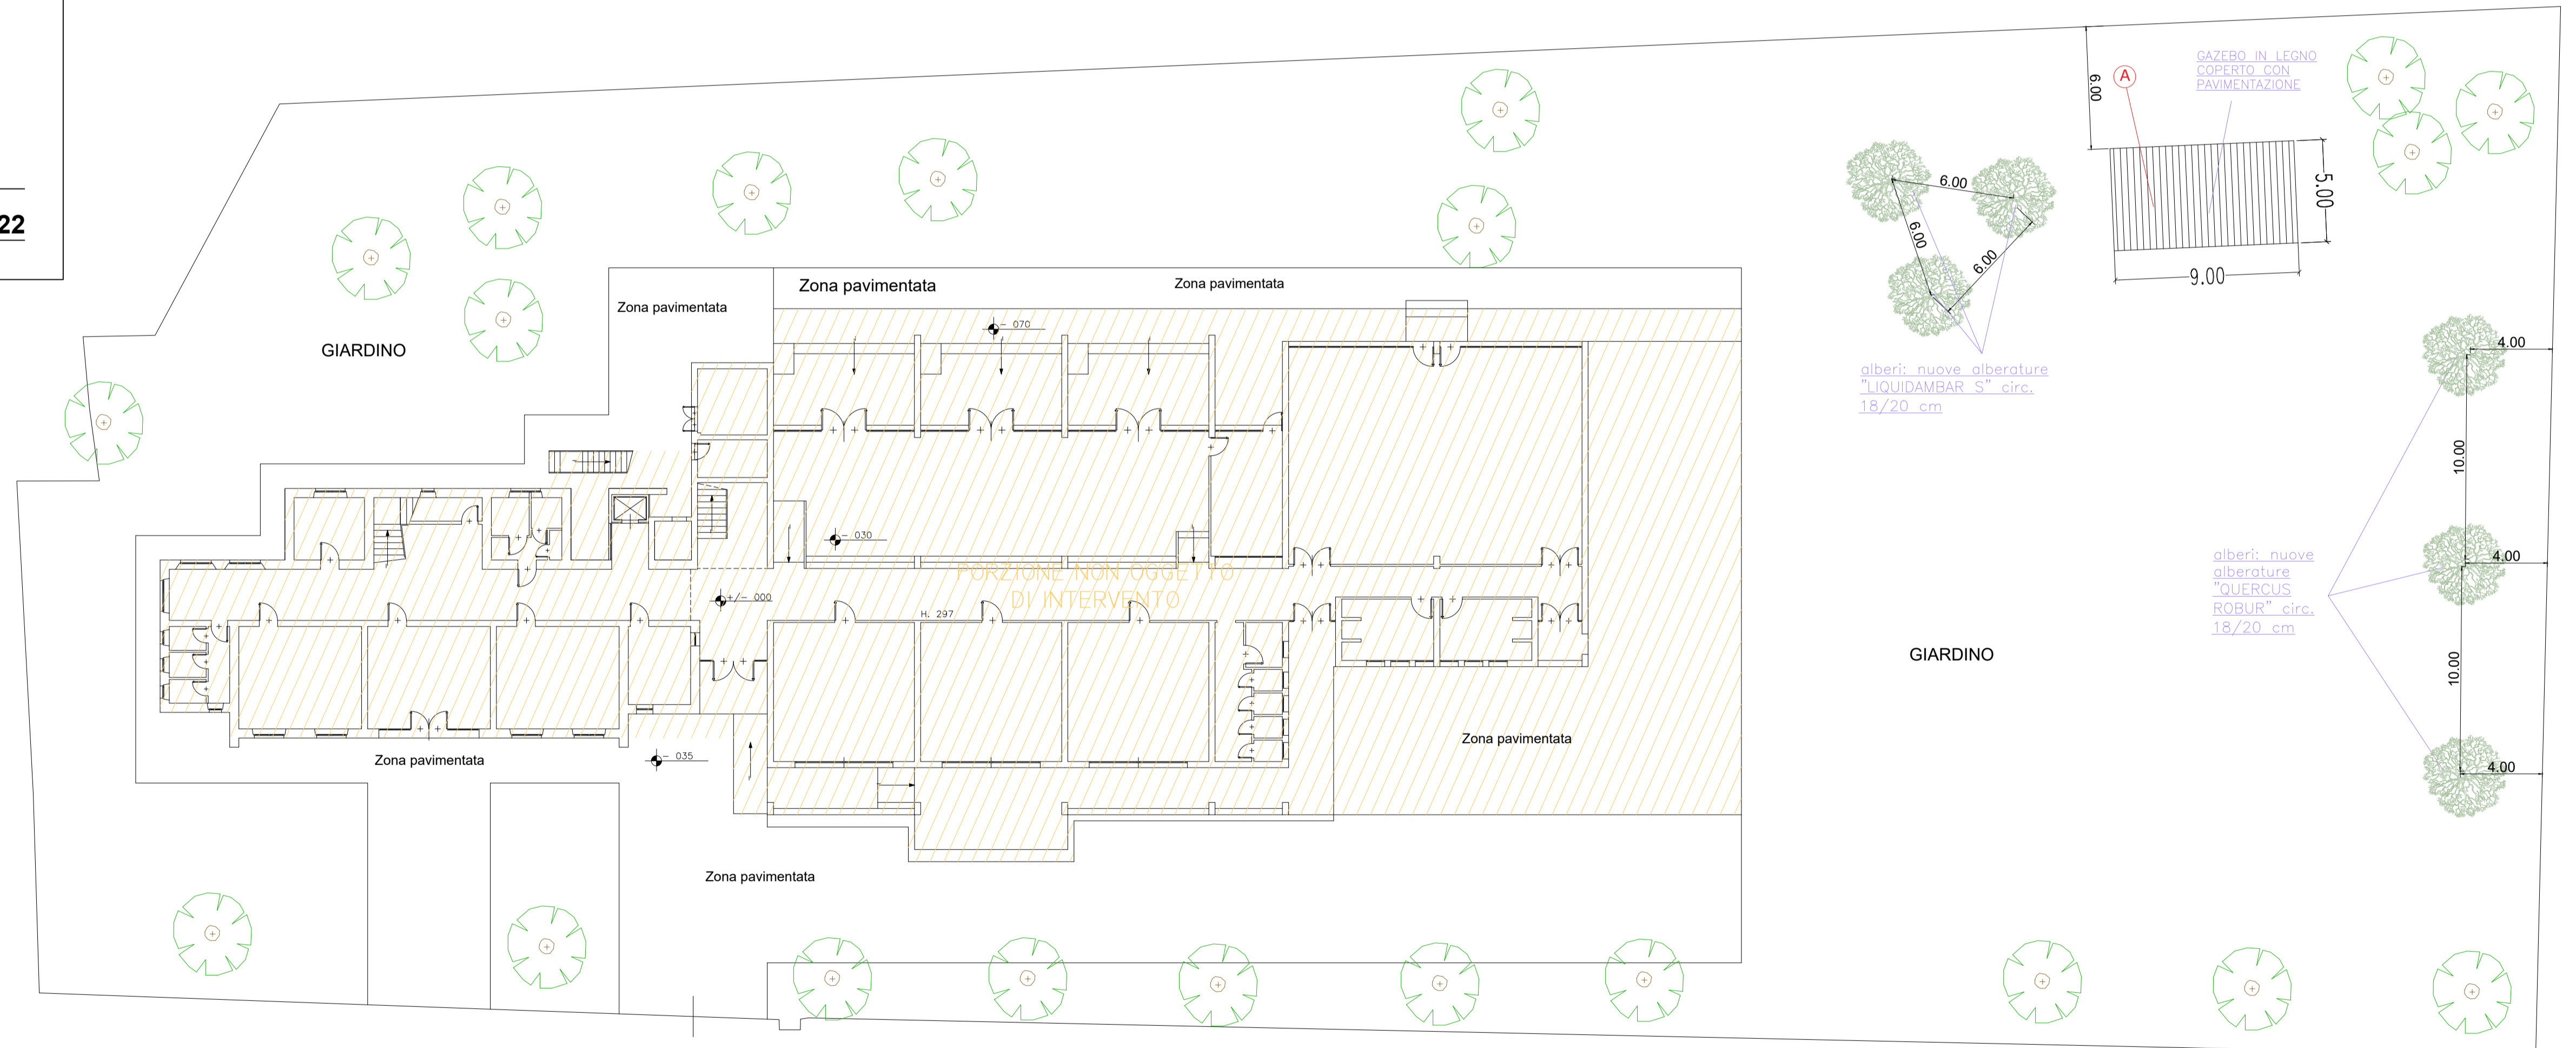 22
GAZEBO IN LEGNO
COPERTO CON
PAVIMENTAZIONE
A
6.00
5.00
9.00
6.00
6.00
6.00
alberi: nuove alberature
"LIQUIDAMBAR S" circ.
18/20 cm
Zona pavimentata
Zona pavimentata
Zona pavimentata
GIARDINO
- 070
4.00
10.00
- 030
4.00
alberi: nuove
alberature
"QUERCUS
ROBUR" circ.
18/20 cm
PORZIONE NON OGGETTO
DI INTERVENTO
+/- 000
H. 297
GIARDINO
10.00
Zona pavimentata
- 035
Zona pavimentata
4.00
Zona pavimentata